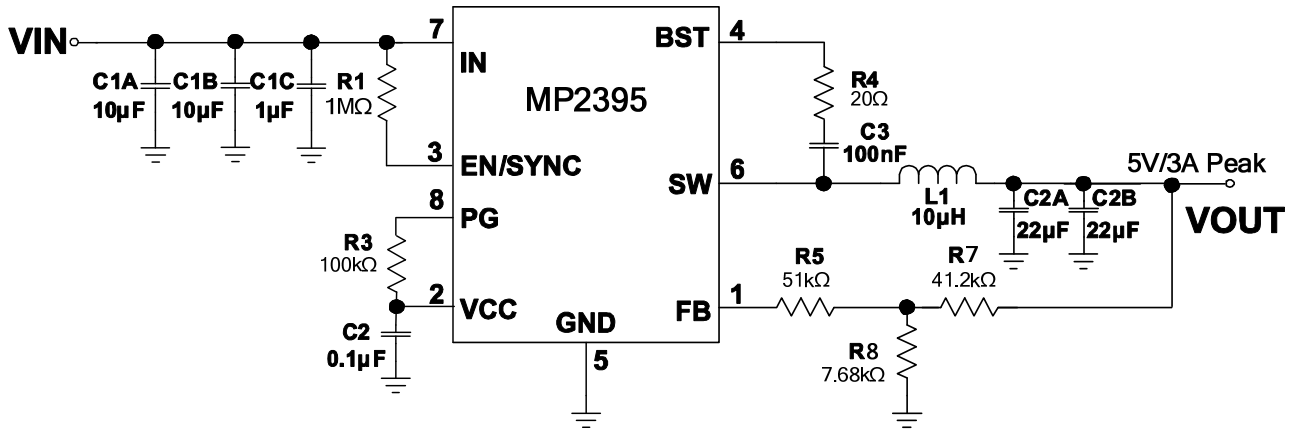 VIN
C1A
10µF
C1B
10µF
C1C
1µF
R1
1MΩ
7
IN
3
EN/SYNC
8
PG
R3
100kΩ
2
VCC
C2
0.1µF
MP2395
GND
5
BST
4
R4
20Ω
C3
100nF
SW
6
L1
10µH
C2A
22µF
C2B
22µF
5V/3A Peak
VOUT
FB
1
R5
51kΩ
R7
41.2kΩ
R8
7.68kΩ